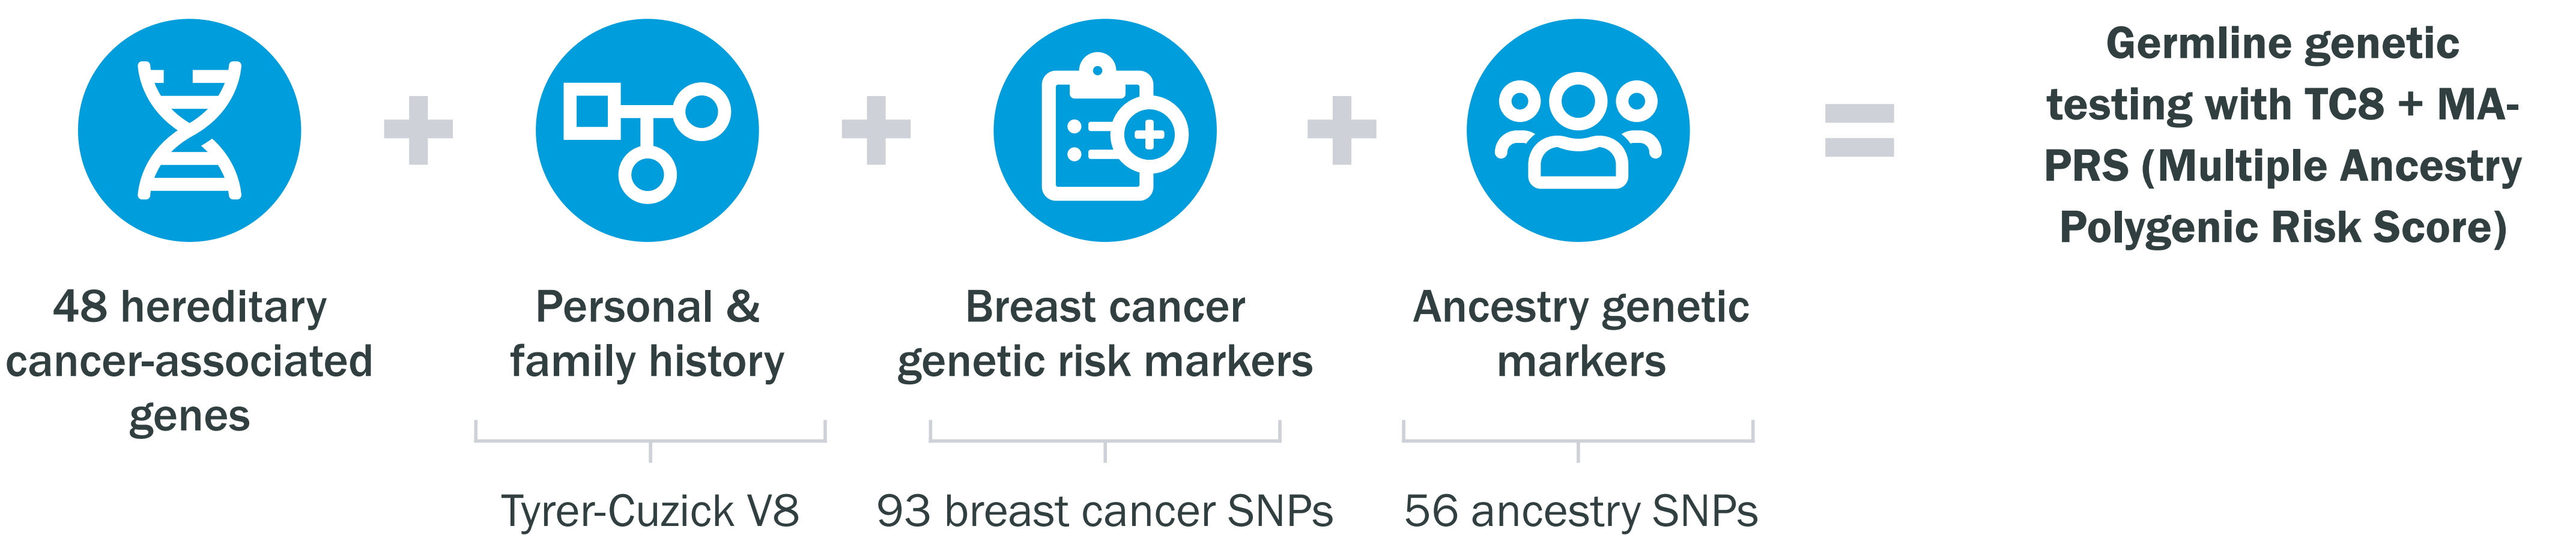 48 hereditary
cancer-associated
genes
Personal &
family history
Tyrer-Cuzick V8
Breast cancer
genetic risk markers
93 breast cancer SNPs
Ancestry genetic
markers
56 ancestry SNPs
Germline genetic
testing with TC8 + MA-
PRS (Multiple Ancestry
Polygenic Risk Score)